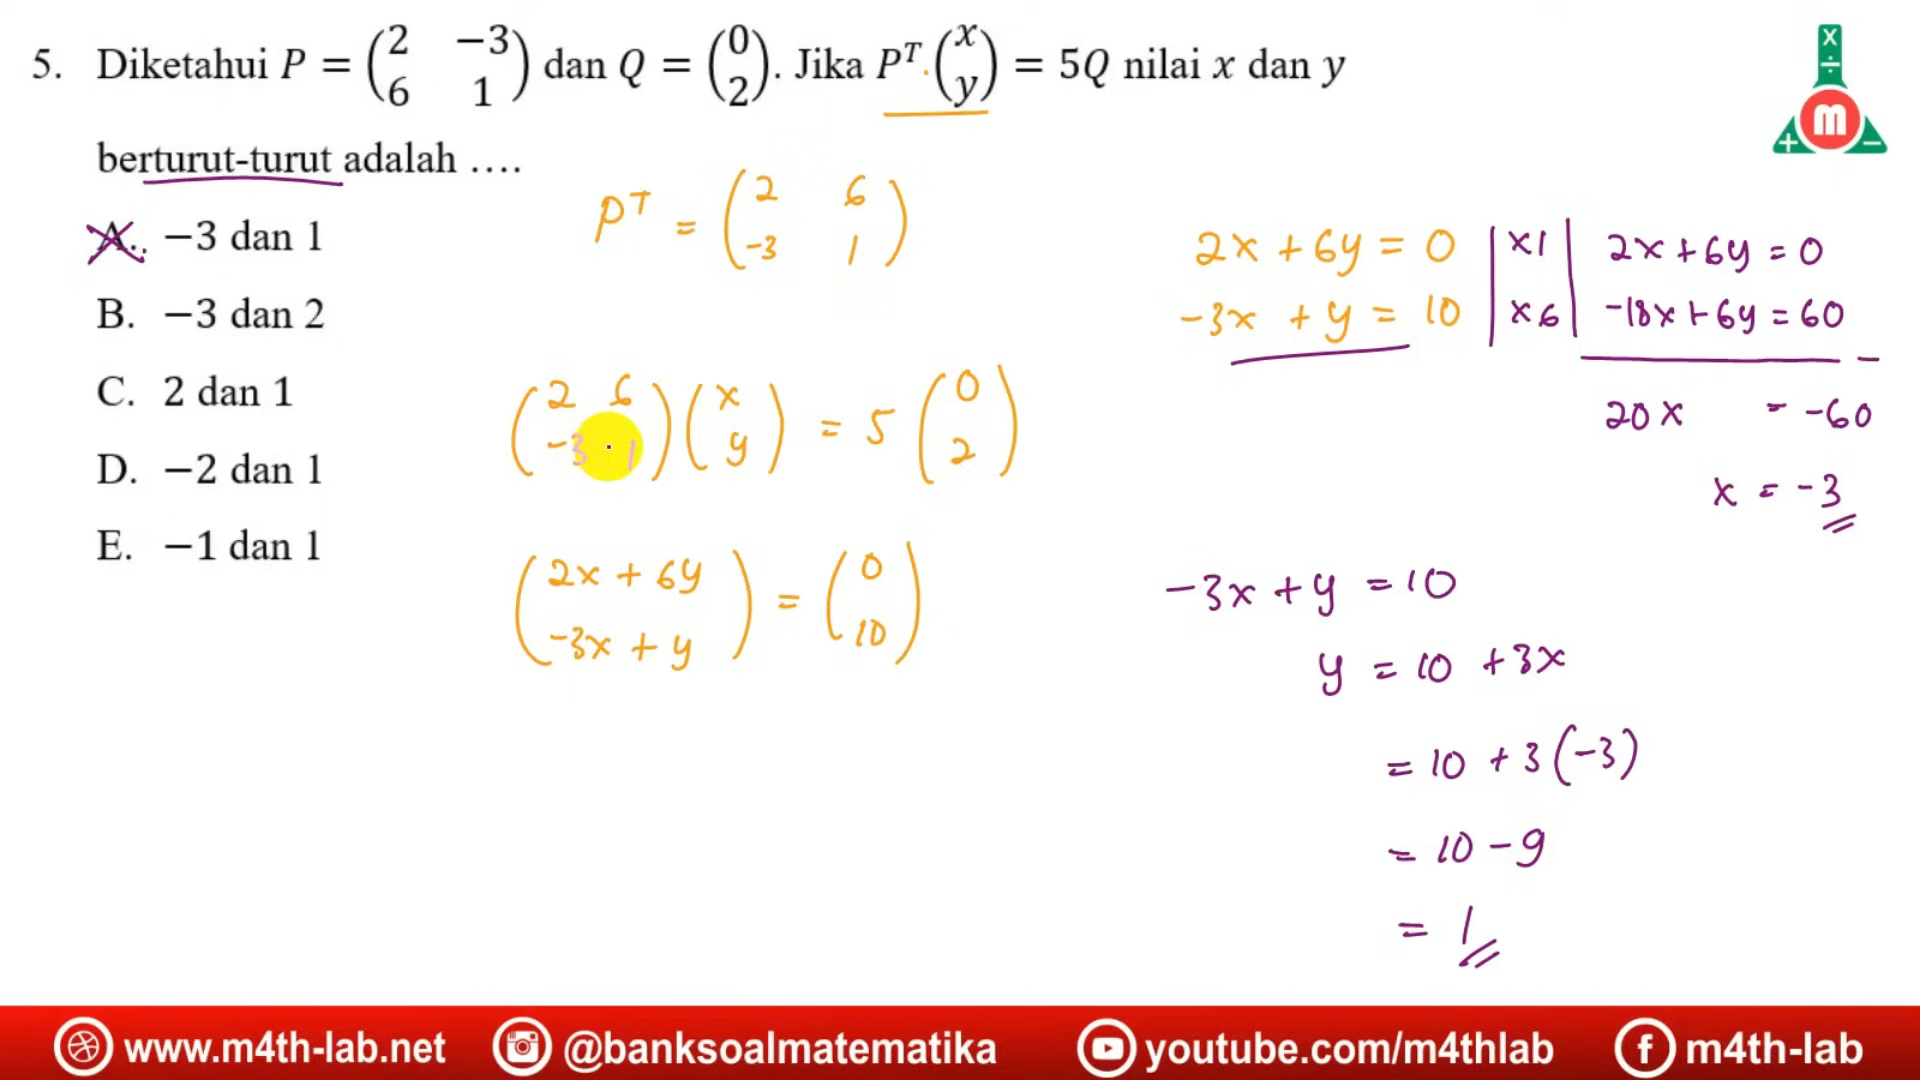 5. Diketahui P = (2 −3; 6 1) dan Q = (0; 2). Jika Pᵀ.(x; y) = 5Q nilai x dan y
berturut-turut adalah ....
A. −3 dan 1
B. −3 dan 2
C. 2 dan 1
D. −2 dan 1
E. −1 dan 1
Pᵀ = (2 6; -3 1)
(2 6; -3 1)(x; y) = 5(0; 2)
(2x + 6y; -3x + y) = (0; 10)
2x + 6y = 0 | x1 | 2x + 6y = 0
-3x + y = 10 | x6 | -18x + 6y = 60
−
20x = -60
x = -3
-3x + y = 10
y = 10 + 3x
= 10 + 3(-3)
= 10 - 9
= 1
x ÷ m + −
www.m4th-lab.net @banksoalmatematika youtube.com/m4thlab f m4th-lab